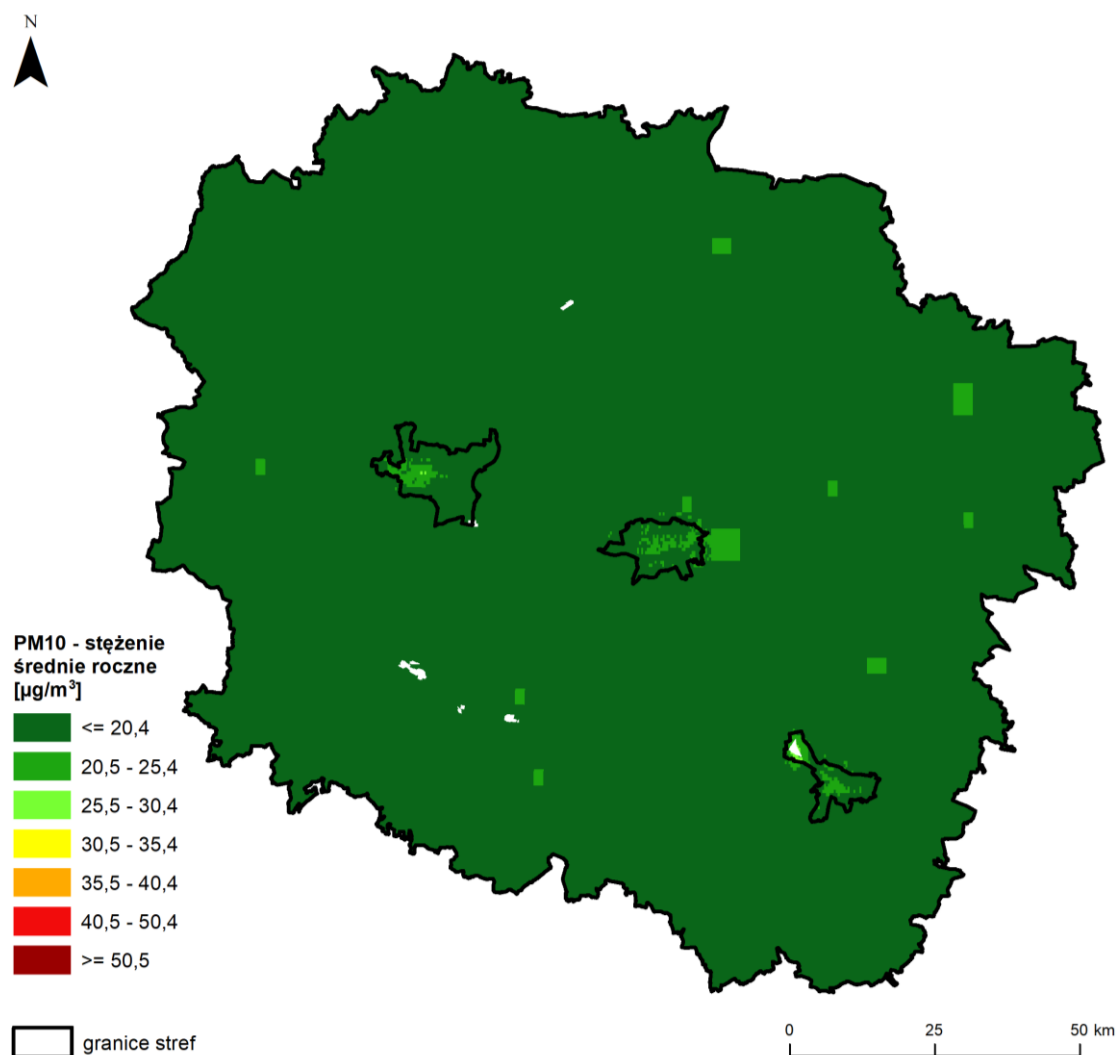 N
PM10 - stężenie
średnie roczne
[µg/m³]
<= 20,4
20,5 - 25,4
25,5 - 30,4
30,5 - 35,4
35,5 - 40,4
40,5 - 50,4
>= 50,5
granice stref
0 25 50 km